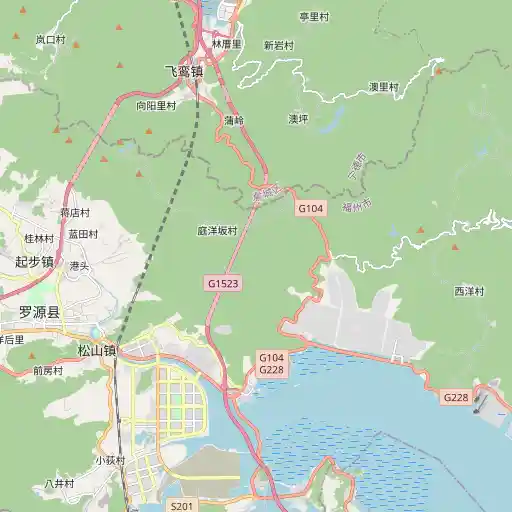 亭里村
岚口村
林厝里
新岩村
飞鸾镇
澳里村
向阳里村
蒲岭
澳坪
宁德市
蕉城区
G104
福州市
蒋店村
庭洋坂村
桂林村
蓝田村
起步镇
港头
G1523
西洋村
罗源县
洋后里
松山镇
G104
G228
前房村
G228
小荻村
八井村
S201